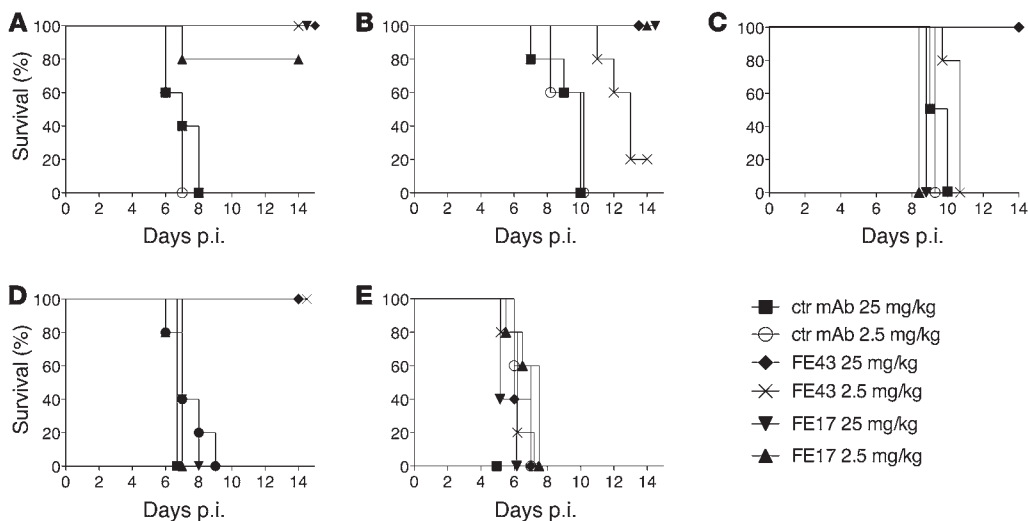 A
Survival (%)
100
80
60
40
20
0
0 2 4 6 8 10 12 14
Days p.i.
B
100
80
60
40
20
0
0 2 4 6 8 10 12 14
Days p.i.
C
100
80
60
40
20
0
0 2 4 6 8 10 12 14
Days p.i.
D
Survival (%)
100
80
60
40
20
0
0 2 4 6 8 10 12 14
Days p.i.
E
100
80
60
40
20
0
0 2 4 6 8 10 12 14
Days p.i.
ctr mAb 25 mg/kg
ctr mAb 2.5 mg/kg
FE43 25 mg/kg
FE43 2.5 mg/kg
FE17 25 mg/kg
FE17 2.5 mg/kg